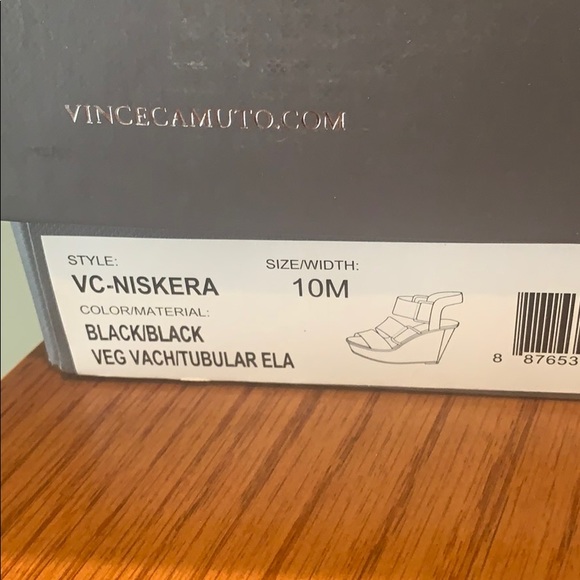 VINCECAMUTO.COM
STYLE: SIZE/WIDTH:
VC-NISKERA 10M
COLOR/MATERIAL:
BLACK/BLACK
VEG VACH/TUBULAR ELA
8 87653